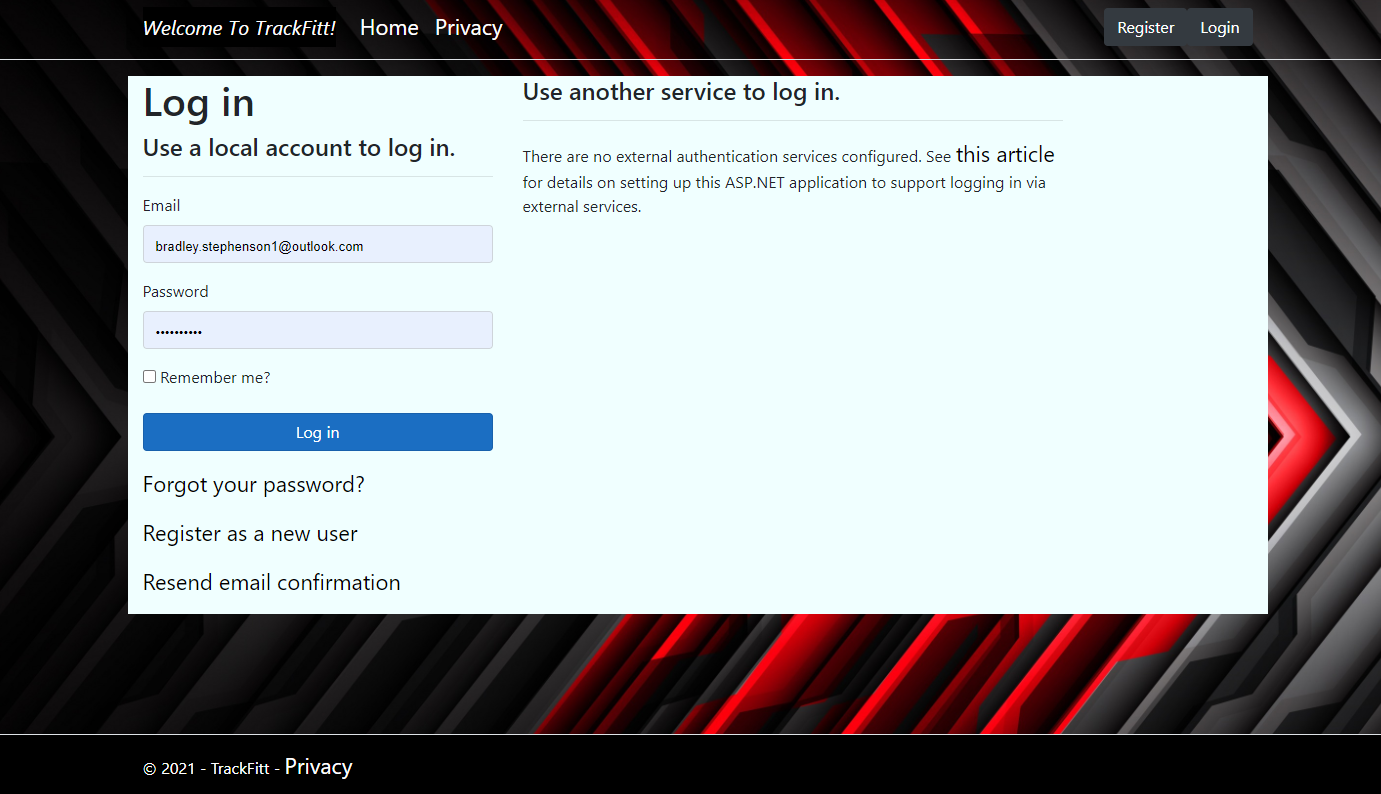 Welcome To TrackFitt! Home Privacy Register Login
Log in
Use a local account to log in.
Email
bradley.stephenson1@outlook.com
Password
••••••••••
Remember me?
Log in
Forgot your password?
Register as a new user
Resend email confirmation
Use another service to log in.
There are no external authentication services configured. See this article
for details on setting up this ASP.NET application to support logging in via
external services.
© 2021 - TrackFitt - Privacy